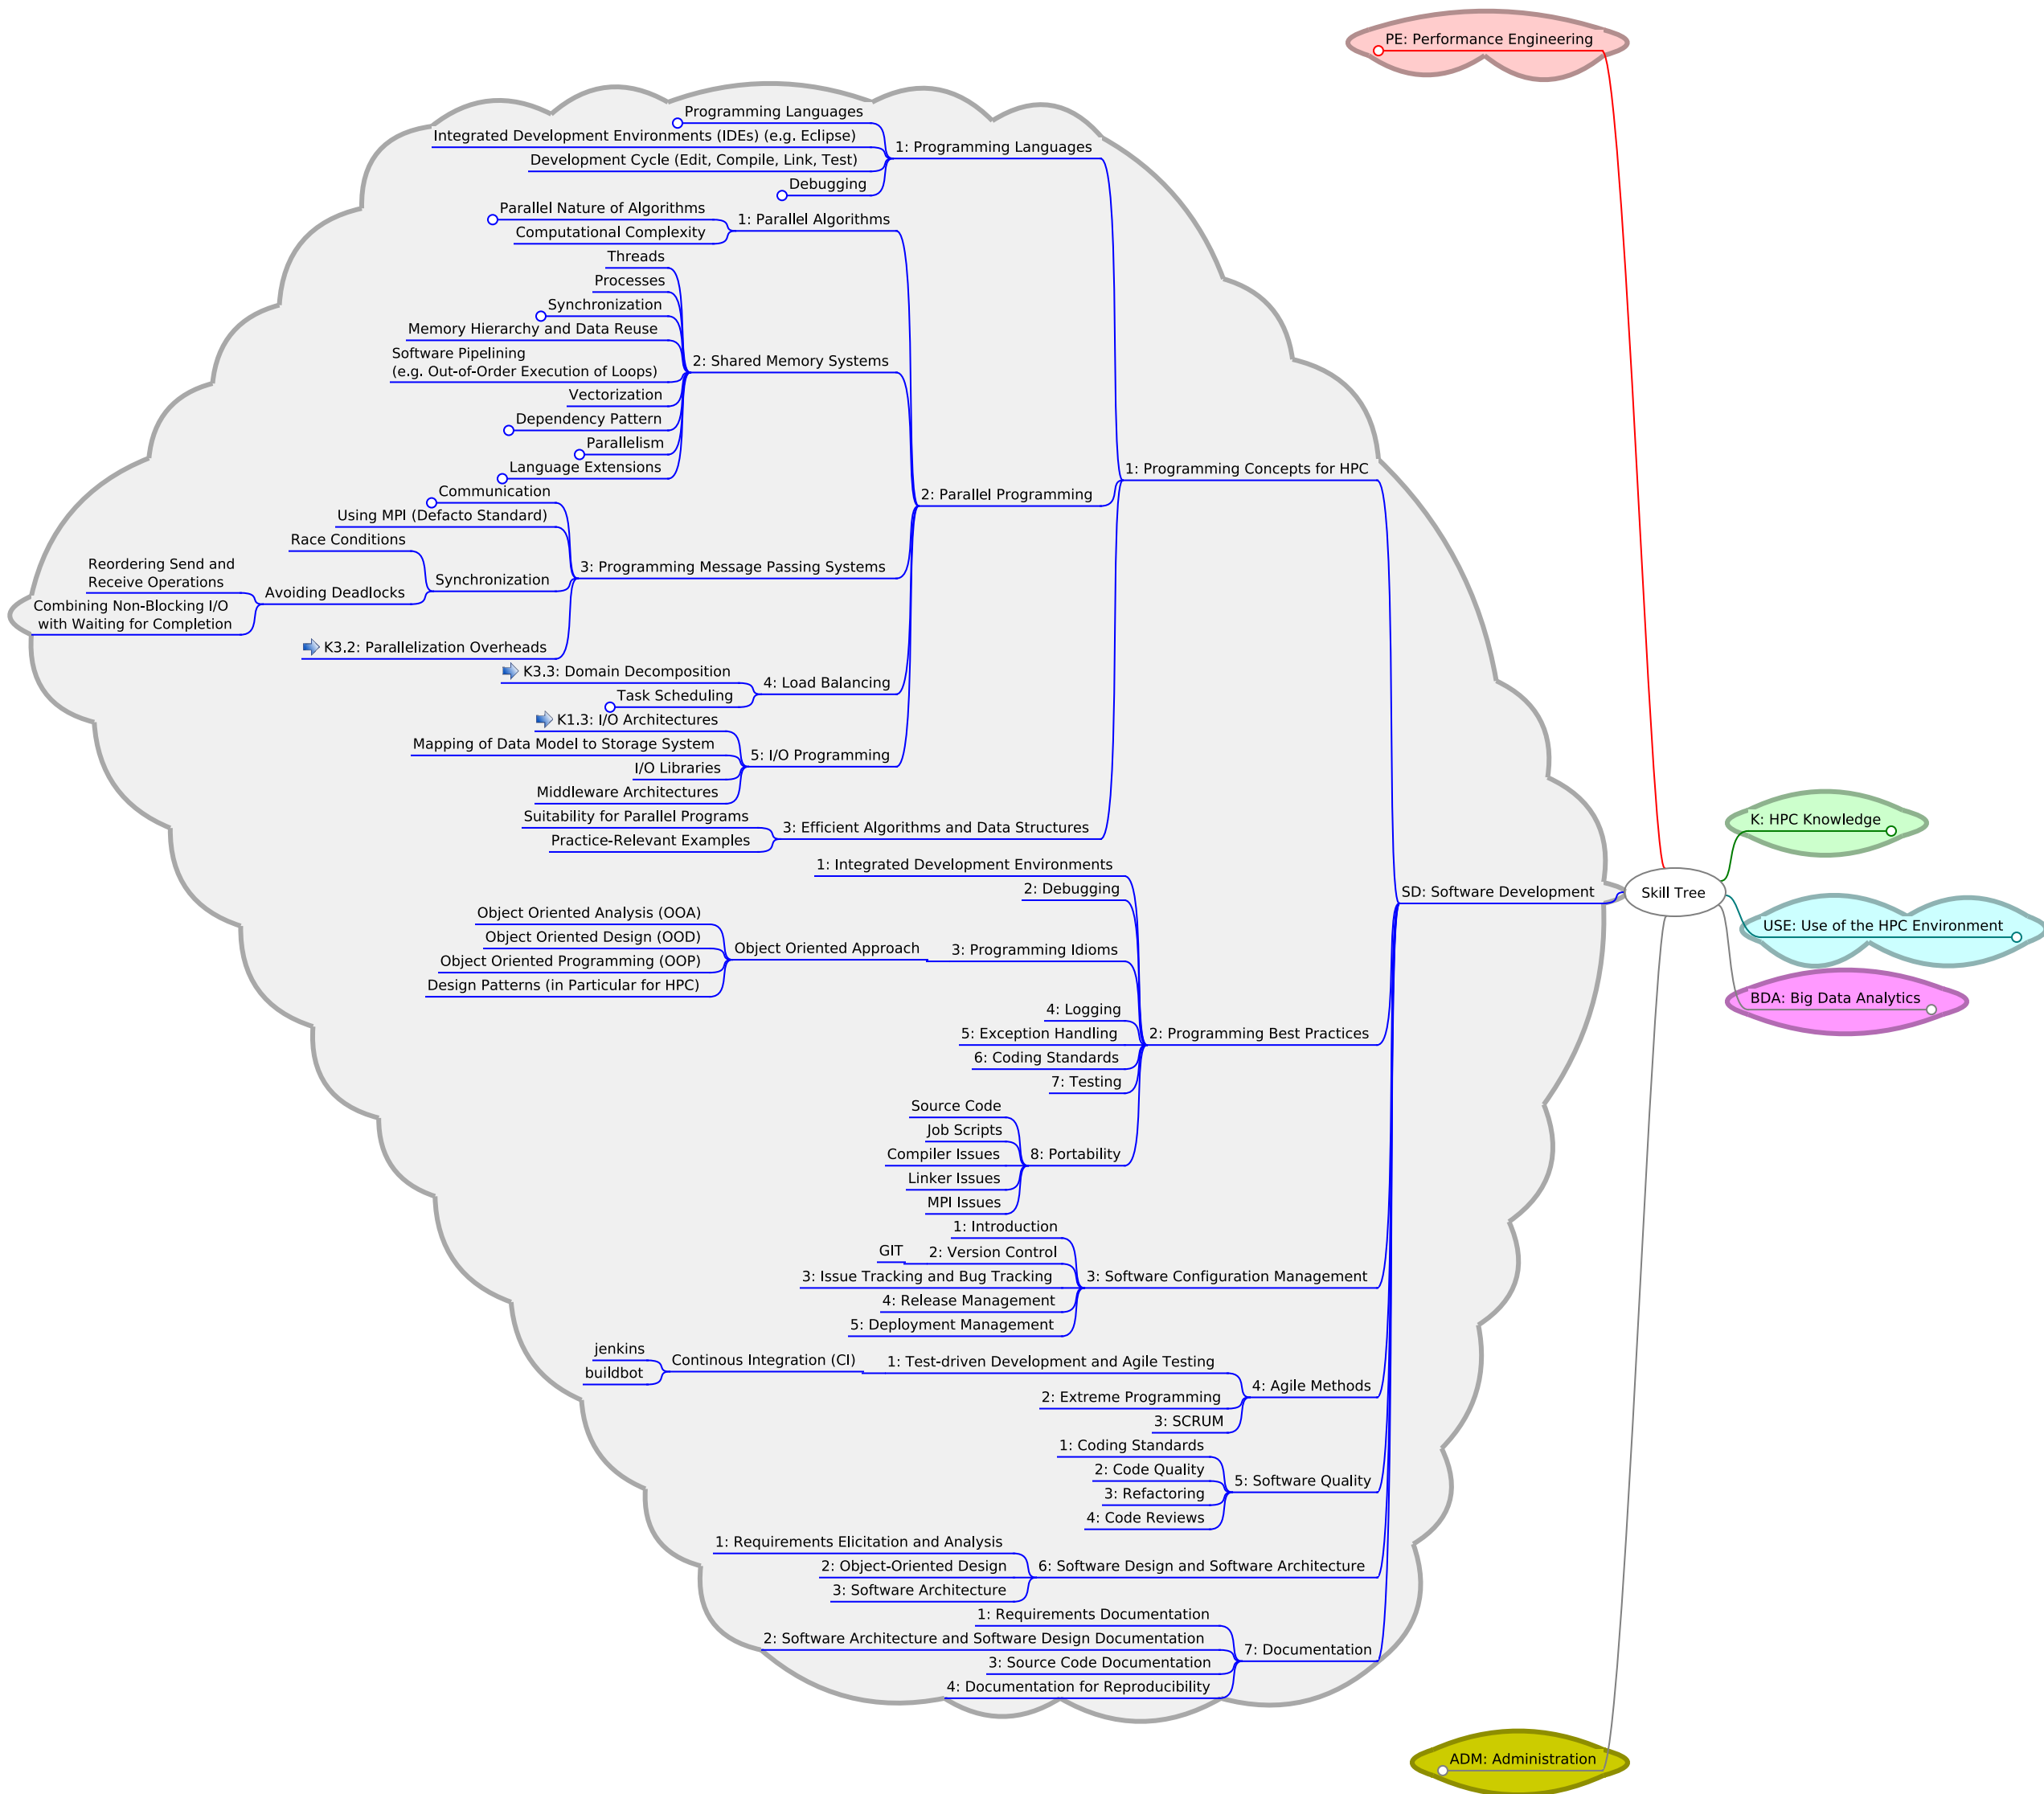 PE: Performance Engineering
Programming Languages
Integrated Development Environments (IDEs) (e.g. Eclipse)
1: Programming Languages
Development Cycle (Edit, Compile, Link, Test)
Debugging
Parallel Nature of Algorithms
1: Parallel Algorithms
Computational Complexity
Threads
Processes
Synchronization
Memory Hierarchy and Data Reuse
Software Pipelining
(e.g. Out-of-Order Execution of Loops)
2: Shared Memory Systems
Vectorization
Dependency Pattern
Parallelism
Language Extensions
1: Programming Concepts for HPC
Communication
2: Parallel Programming
Using MPI (Defacto Standard)
Race Conditions
Reordering Send and
Receive Operations
3: Programming Message Passing Systems
Synchronization
Avoiding Deadlocks
Combining Non-Blocking I/O
with Waiting for Completion
K3.2: Parallelization Overheads
K3.3: Domain Decomposition
4: Load Balancing
Task Scheduling
K1.3: I/O Architectures
Mapping of Data Model to Storage System
5: I/O Programming
I/O Libraries
Middleware Architectures
Suitability for Parallel Programs
3: Efficient Algorithms and Data Structures
Practice-Relevant Examples
K: HPC Knowledge
1: Integrated Development Environments
2: Debugging
SD: Software Development
Skill Tree
Object Oriented Analysis (OOA)
Object Oriented Design (OOD)
Object Oriented Approach
3: Programming Idioms
Object Oriented Programming (OOP)
Design Patterns (in Particular for HPC)
USE: Use of the HPC Environment
BDA: Big Data Analytics
4: Logging
5: Exception Handling
2: Programming Best Practices
6: Coding Standards
7: Testing
Source Code
Job Scripts
Compiler Issues
8: Portability
Linker Issues
MPI Issues
1: Introduction
GIT
2: Version Control
3: Issue Tracking and Bug Tracking
3: Software Configuration Management
4: Release Management
5: Deployment Management
jenkins
Continous Integration (CI)
1: Test-driven Development and Agile Testing
buildbot
4: Agile Methods
2: Extreme Programming
3: SCRUM
1: Coding Standards
2: Code Quality
5: Software Quality
3: Refactoring
4: Code Reviews
1: Requirements Elicitation and Analysis
2: Object-Oriented Design
6: Software Design and Software Architecture
3: Software Architecture
1: Requirements Documentation
2: Software Architecture and Software Design Documentation
7: Documentation
3: Source Code Documentation
4: Documentation for Reproducibility
ADM: Administration